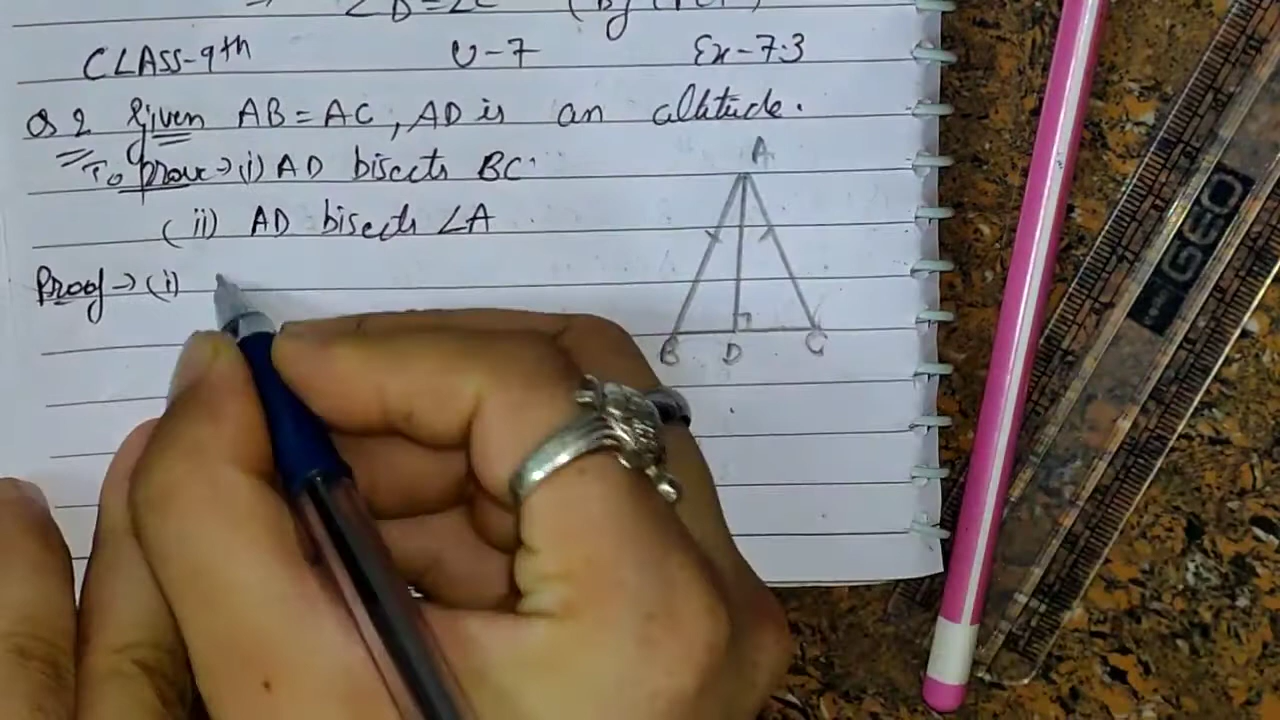 CLASS-9th U-7 Ex-7.3
Q 2 Given AB = AC, AD is an altitude.
To prove → (i) AD bisects BC.
(ii) AD bisects ∠A
Proof → (i)
A
B D C
GEO